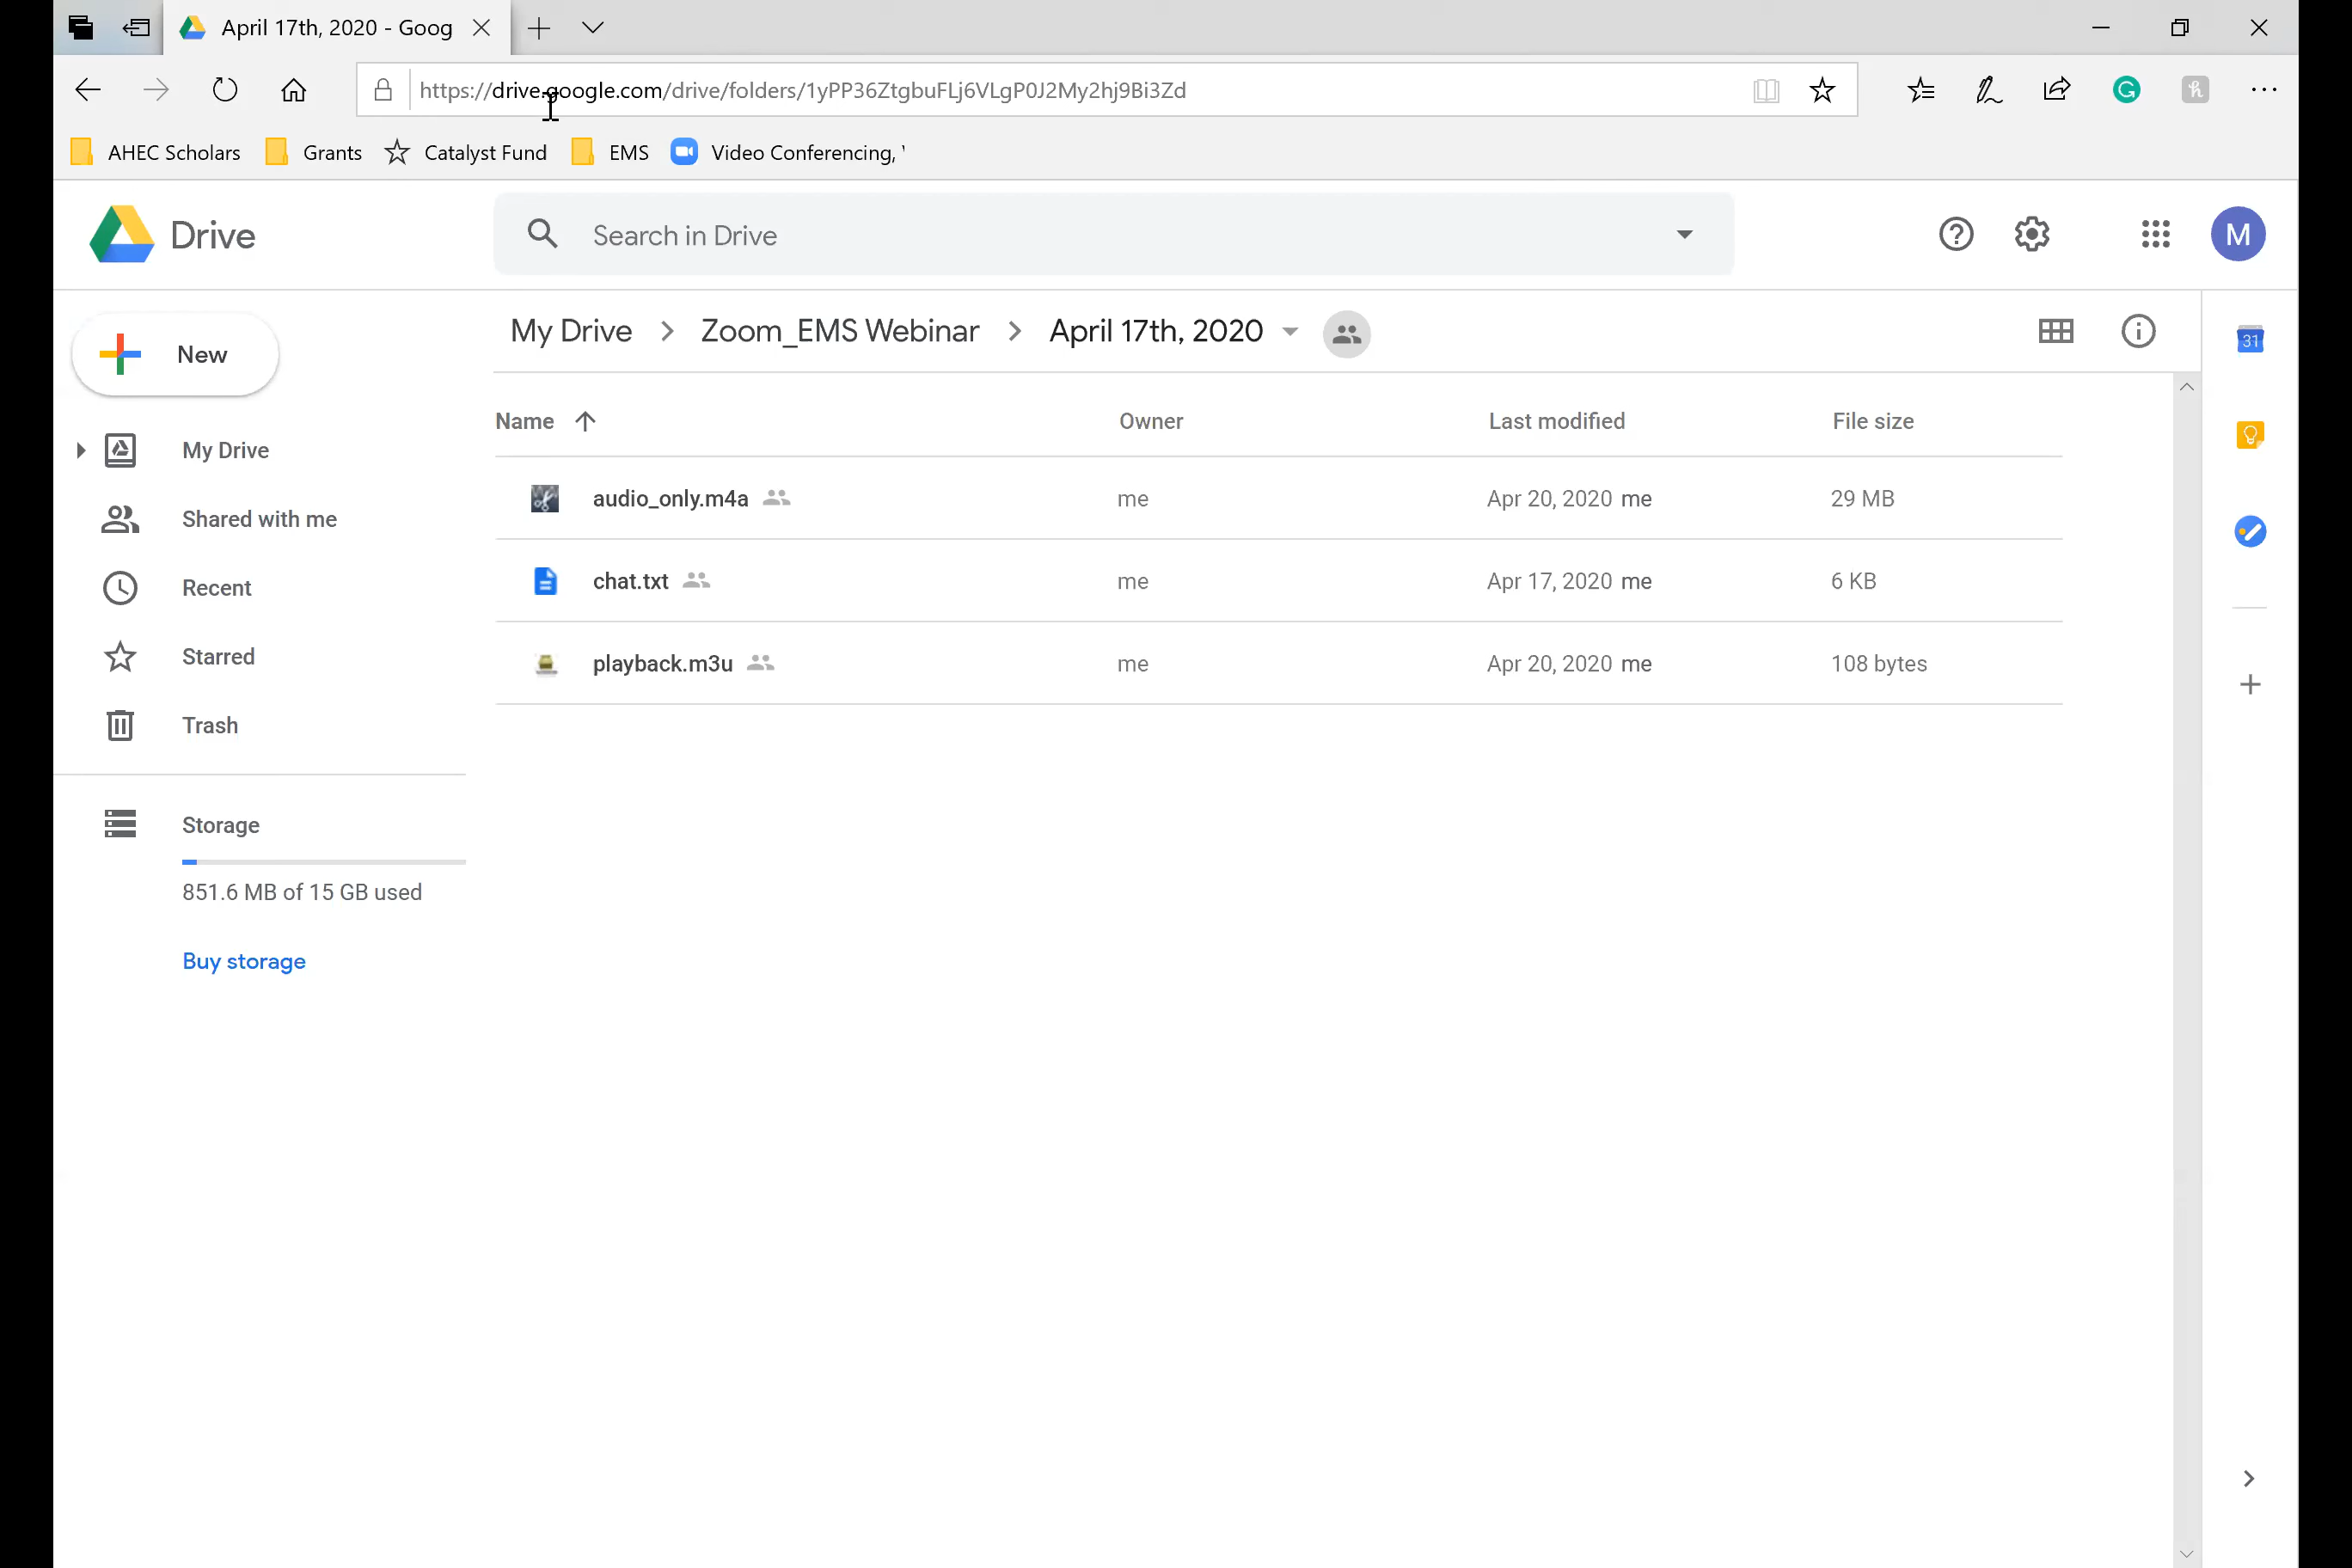 April 17th, 2020 - Goog
https://drive.google.com/drive/folders/1yPP36ZtgbuFLj6VLgP0J2My2hj9Bi3Zd
AHEC Scholars Grants Catalyst Fund EMS Video Conferencing,
Drive Search in Drive M
New My Drive > Zoom_EMS Webinar > April 17th, 2020
31
Name Owner Last modified File size
My Drive
audio_only.m4a me Apr 20, 2020 me 29 MB
Shared with me
chat.txt me Apr 17, 2020 me 6 KB
Recent
Starred
playback.m3u me Apr 20, 2020 me 108 bytes
Trash
Storage
851.6 MB of 15 GB used
Buy storage